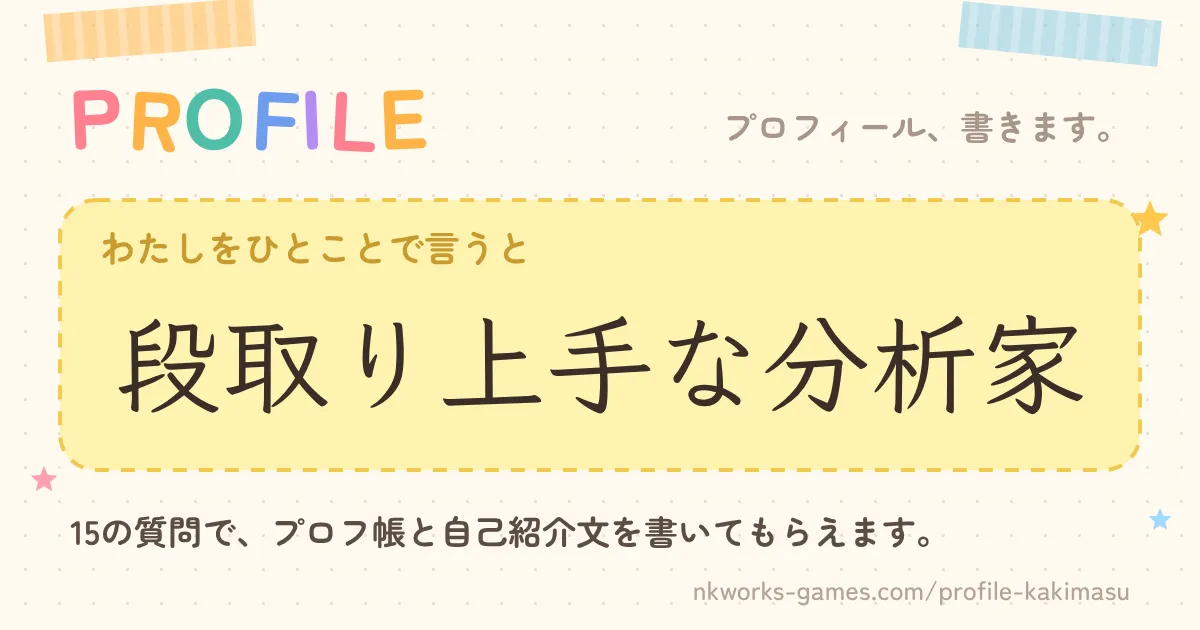 PROFILE
プロフィール、書きます。
わたしをひとことで言うと
段取り上手な分析家
15の質問で、プロフ帳と自己紹介文を書いてもらえます。
nkworks-games.com/profile-kakimasu